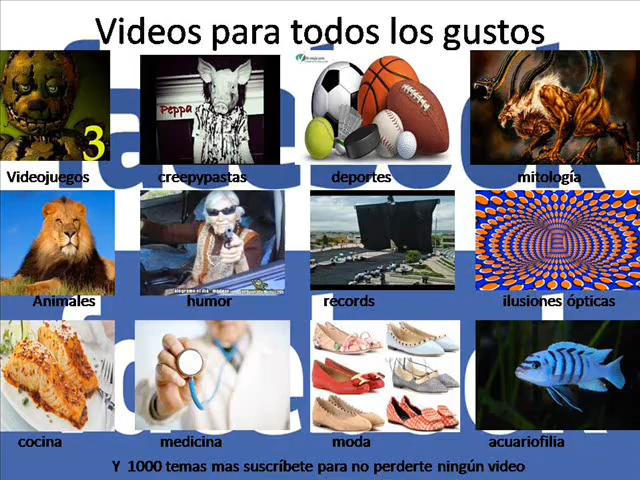 Videos para todos los gustos
Peppa
3
Videojuegos
creepypastas
deportes
mitología
Animales
humor
records
ilusiones ópticas
cocina
medicina
moda
acuariofilia
Y 1000 temas mas suscríbete para no perderte ningún video